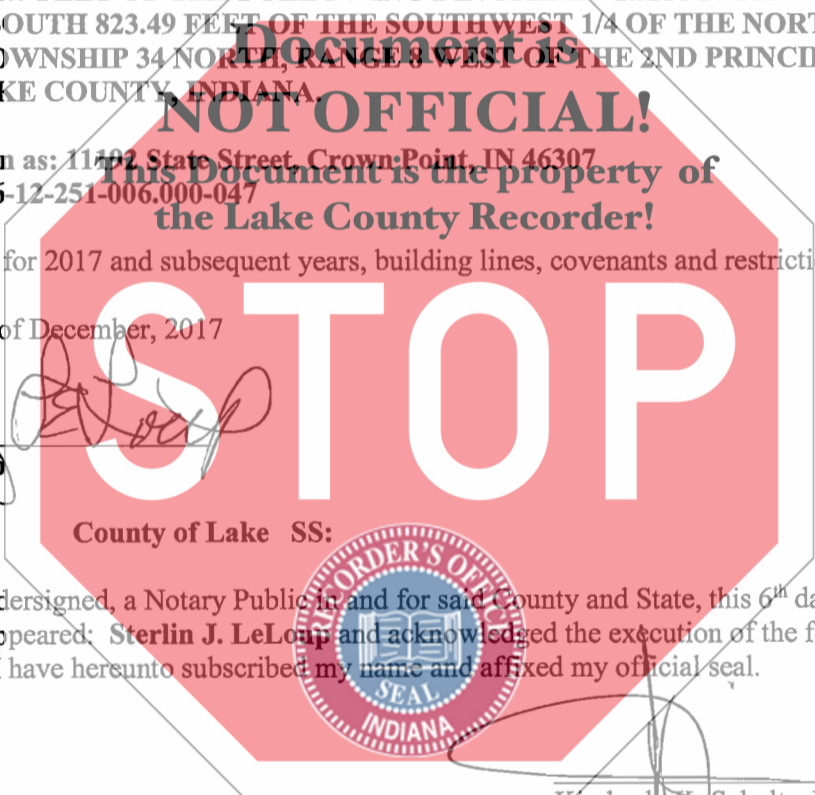 SOUTH 823.49 FEET OF THE SOUTHWEST 1/4 OF THE NORT
OWNSHIP 34 NORTH, RANGE 8 WEST OF THE 2ND PRINCI
KE COUNTY, INDIANA.
Document is
NOT OFFICIAL!
This Document is the property of
the Lake County Recorder!
n as: 11192 State Street, Crown Point, IN 46307
-12-251-006.000-047
for 2017 and subsequent years, building lines, covenants and restricti
of December, 2017
STOP
County of Lake SS:
dersigned, a Notary Public in and for said County and State, this 6th da
ppeared: Sterlin J. LeLoup and acknowledged the execution of the f
I have hereunto subscribed my name and affixed my official seal.
RECORDER'S OFFICE
SEAL
INDIANA